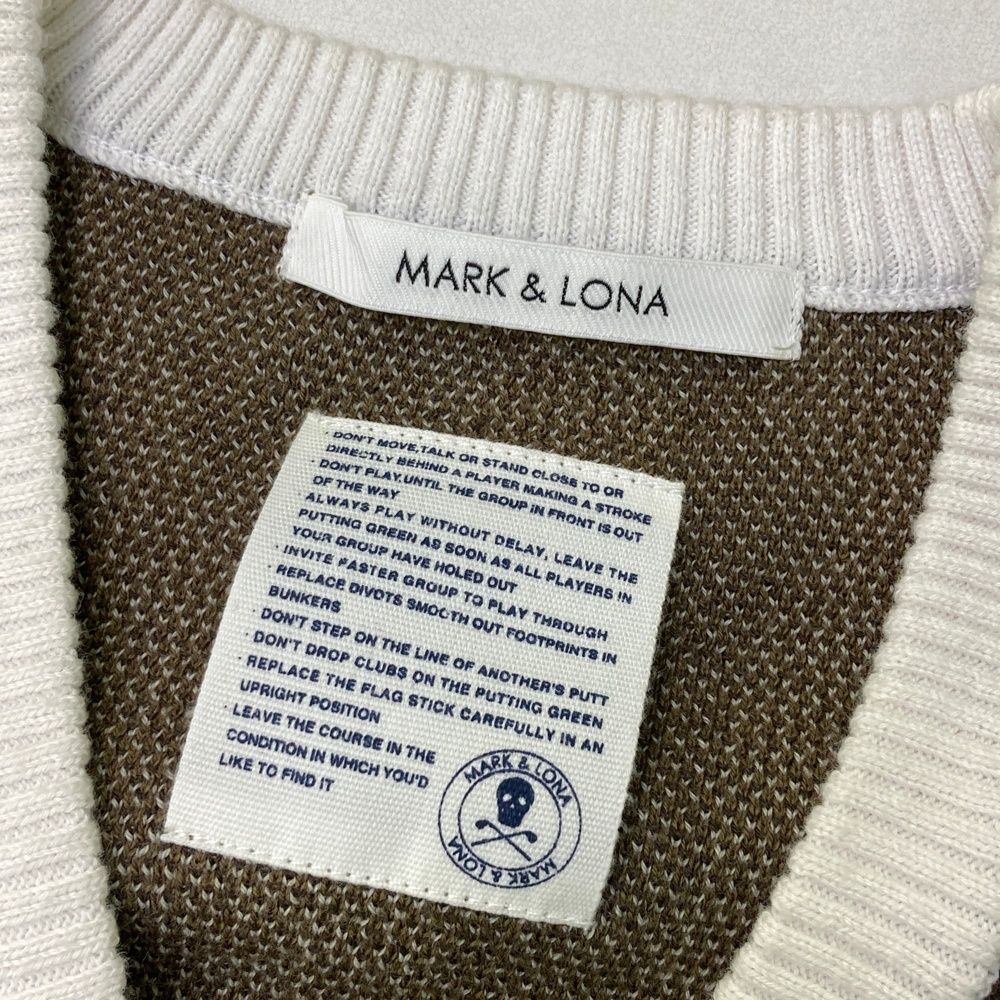 MARK & LONA
· DON'T MOVE,TALK OR STAND CLOSE TO OR
DIRECTLY BEHIND A PLAYER MAKING A STROKE
DON'T PLAY.UNTIL THE GROUP IN FRONT IS OUT
OF THE WAY
ALWAYS PLAY WITHOUT DELAY, LEAVE THE
PUTTING GREEN AS SOON AS ALL PLAYERS IN
YOUR GROUP HAVE HOLED OUT
· INVITE FASTER GROUP TO PLAY THROUGH
· REPLACE DIVOTS SMOOTH OUT FOOTPRINTS IN
BUNKERS
· DON'T STEP ON THE LINE OF ANOTHER'S PUTT
· DON'T DROP CLUBS ON THE PUTTING GREEN
· REPLACE THE FLAG STICK CAREFULLY IN AN
UPRIGHT POSITION
· LEAVE THE COURSE IN THE
CONDITION IN WHICH YOU'D
LIKE TO FIND IT
MARK & LONA
MARK & LONA